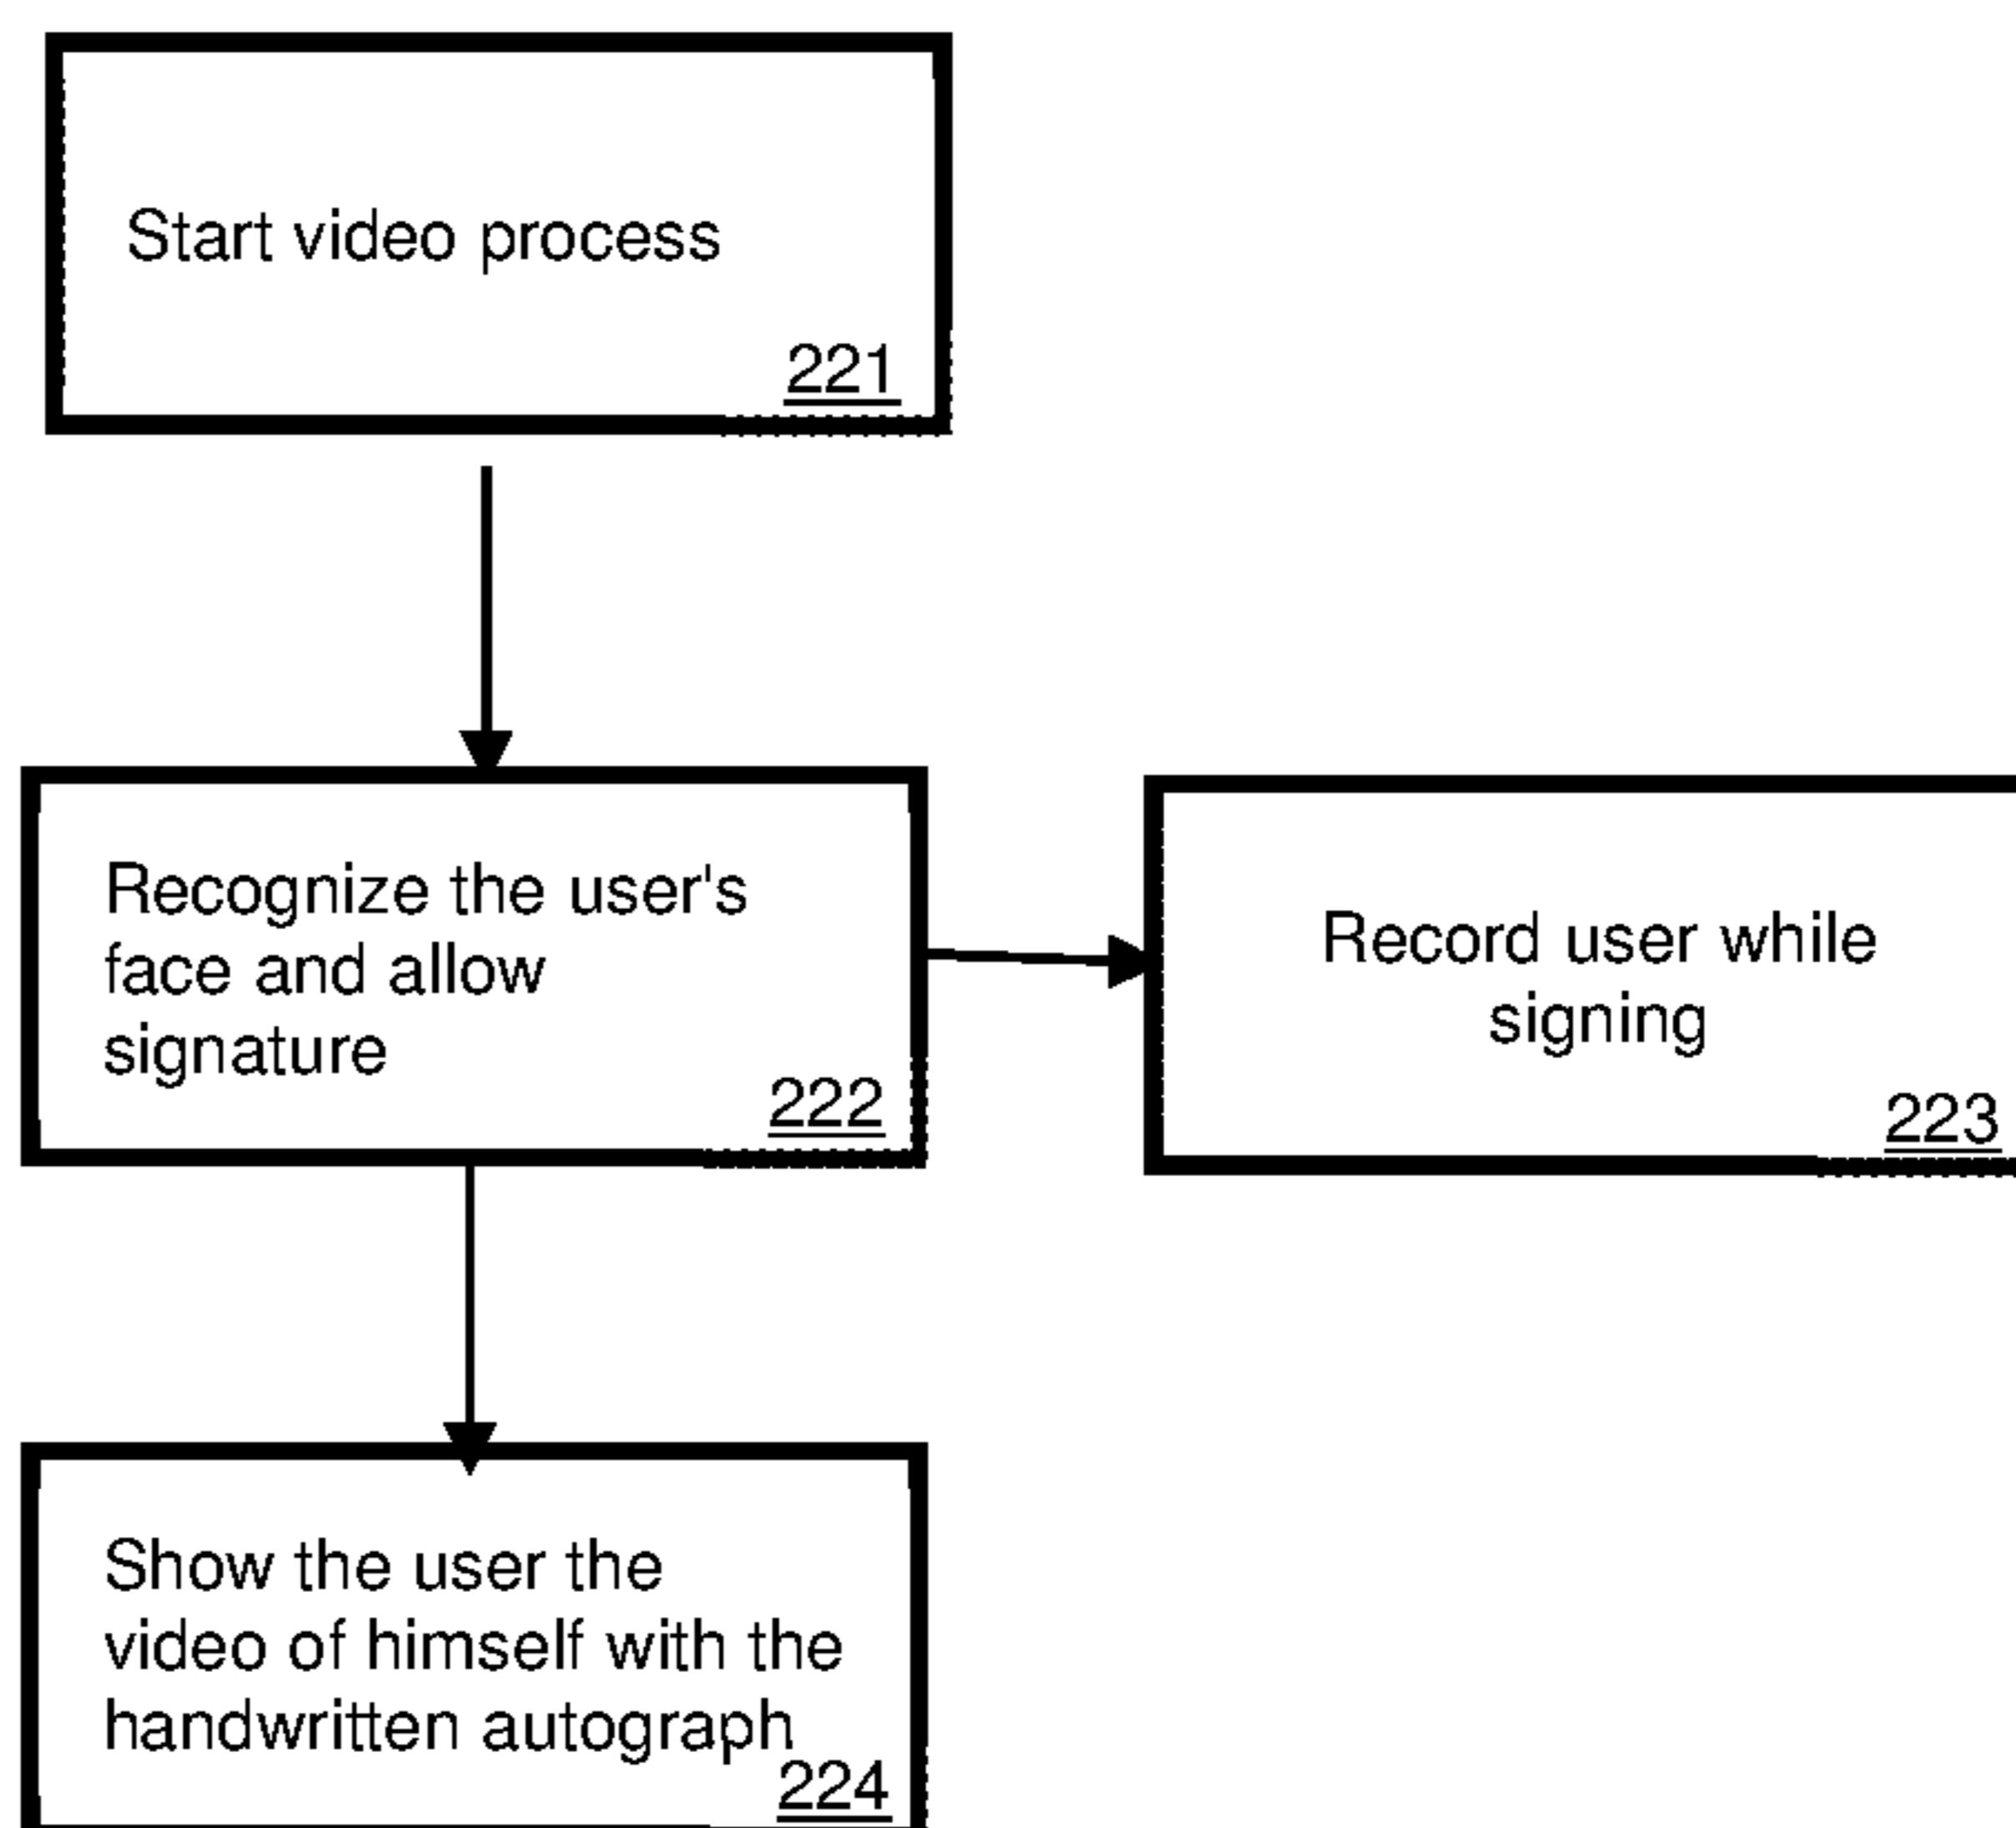 Start video process
221
Recognize the user's
face and allow
signature
222
Record user while
signing
223
Show the user the
video of himself with the
handwritten autograph
224